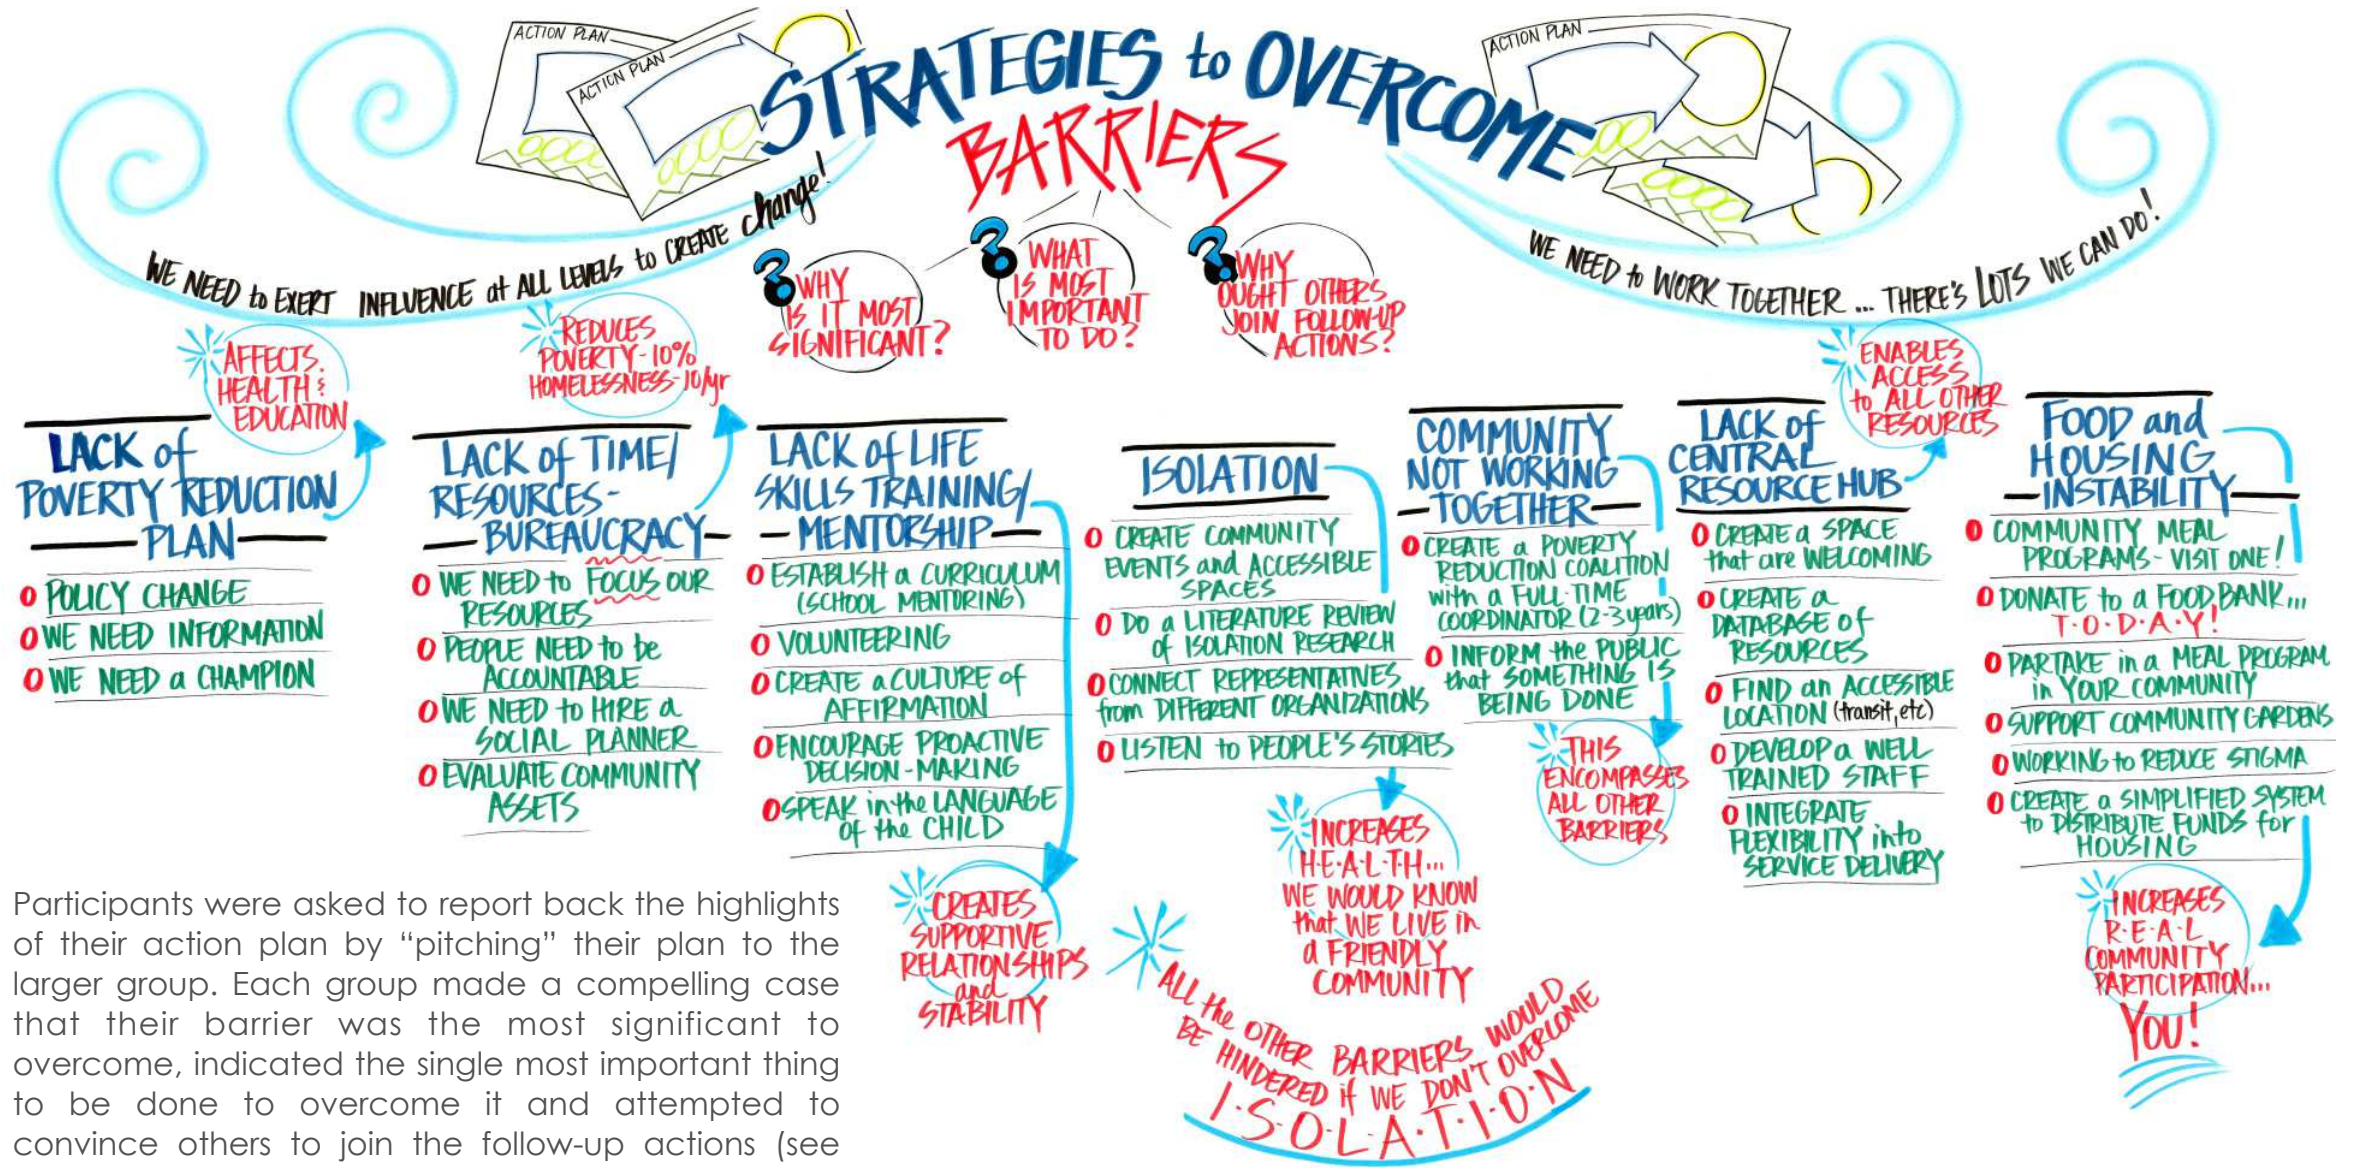 ACTION PLAN
ACTION PLAN
ACTION PLAN
STRATEGIES to OVERCOME
BARRIERS
WE NEED to EXERT INFLUENCE at ALL LEVELS to CREATE change!
WE NEED to WORK TOGETHER ... THERE'S LOTS WE CAN DO!
? WHY
IS IT MOST
SIGNIFICANT?
? WHAT
IS MOST
IMPORTANT
TO DO?
? WHY
OUGHT OTHERS
JOIN FOLLOW-UP
ACTIONS?
LACK of
POVERTY REDUCTION
PLAN
AFFECTS
HEALTH &
EDUCATION
O POLICY CHANGE
O WE NEED INFORMATION
O WE NEED a CHAMPION
LACK of TIME/
RESOURCES-
BUREAUCRACY
REDUCES
POVERTY-10%
HOMELESSNESS-10/yr
O WE NEED to FOCUS OUR
RESOURCES
O PEOPLE NEED to be
ACCOUNTABLE
O WE NEED to HIRE a
SOCIAL PLANNER
O EVALUATE COMMUNITY
ASSETS
LACK of LIFE
SKILLS TRAINING/
MENTORSHIP
O ESTABLISH a CURRICULUM
(SCHOOL MENTORING)
O VOLUNTEERING
O CREATE a CULTURE of
AFFIRMATION
O ENCOURAGE PROACTIVE
DECISION-MAKING
O SPEAK in the LANGUAGE
of the CHILD
CREATES
SUPPORTIVE
RELATIONSHIPS
and
STABILITY
ISOLATION
O CREATE COMMUNITY
EVENTS and ACCESSIBLE
SPACES
O DO a LITERATURE REVIEW
of ISOLATION RESEARCH
O CONNECT REPRESENTATIVES
from DIFFERENT ORGANIZATIONS
O LISTEN to PEOPLE'S STORIES
INCREASES
H·E·A·L·T·H...
WE WOULD KNOW
that WE LIVE in
a FRIENDLY
COMMUNITY
ALL the OTHER BARRIERS WOULD
BE HINDERED if WE DON'T OVERCOME
I·S·O·L·A·T·I·O·N
COMMUNITY
NOT WORKING
TOGETHER
O CREATE a POVERTY
REDUCTION COALITION
with a FULL-TIME
COORDINATOR (2-3 years)
O INFORM the PUBLIC
that SOMETHING IS
BEING DONE
THIS
ENCOMPASSES
ALL OTHER
BARRIERS
LACK of
CENTRAL
RESOURCE HUB
ENABLES
ACCESS
to ALL OTHER
RESOURCES
O CREATE a SPACE
that are WELCOMING
O CREATE a
DATABASE of
RESOURCES
O FIND an ACCESSIBLE
LOCATION (transit, etc)
O DEVELOP a WELL
TRAINED STAFF
O INTEGRATE
FLEXIBILITY into
SERVICE DELIVERY
FOOD and
HOUSING
INSTABILITY
O COMMUNITY MEAL
PROGRAMS - VISIT ONE!
O DONATE to a FOOD BANK...
T·O·D·A·Y!
O PARTAKE in a MEAL PROGRAM
in YOUR COMMUNITY
O SUPPORT COMMUNITY GARDENS
O WORKING to REDUCE STIGMA
O CREATE a SIMPLIFIED SYSTEM
to DISTRIBUTE FUNDS for
HOUSING
INCREASES
R·E·A·L
COMMUNITY
PARTICIPATION...
YOU!
Participants were asked to report back the highlights
of their action plan by “pitching” their plan to the
larger group. Each group made a compelling case
that their barrier was the most significant to
overcome, indicated the single most important thing
to be done to overcome it and attempted to
convince others to join the follow-up actions (see